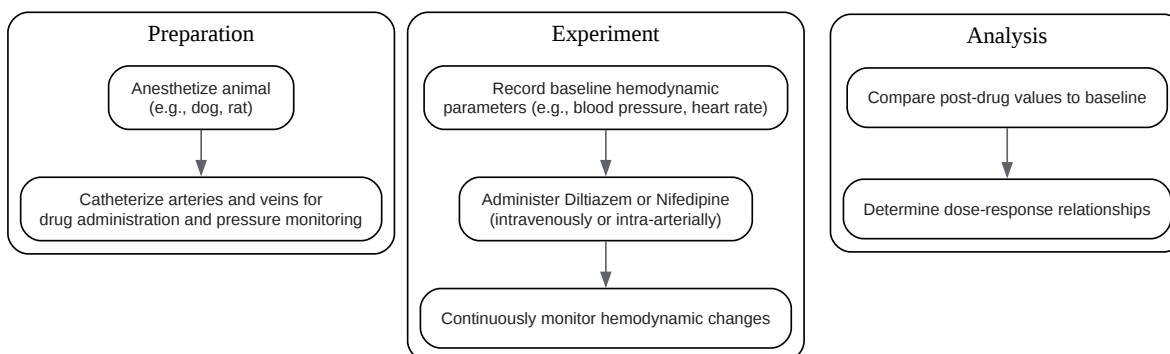 Preparation
Anesthetize animal
(e.g., dog, rat)
Catheterize arteries and veins for
drug administration and pressure monitoring
Experiment
Record baseline hemodynamic
parameters (e.g., blood pressure, heart rate)
Administer Diltiazem or Nifedipine
(intravenously or intra-arterially)
Continuously monitor hemodynamic changes
Analysis
Compare post-drug values to baseline
Determine dose-response relationships